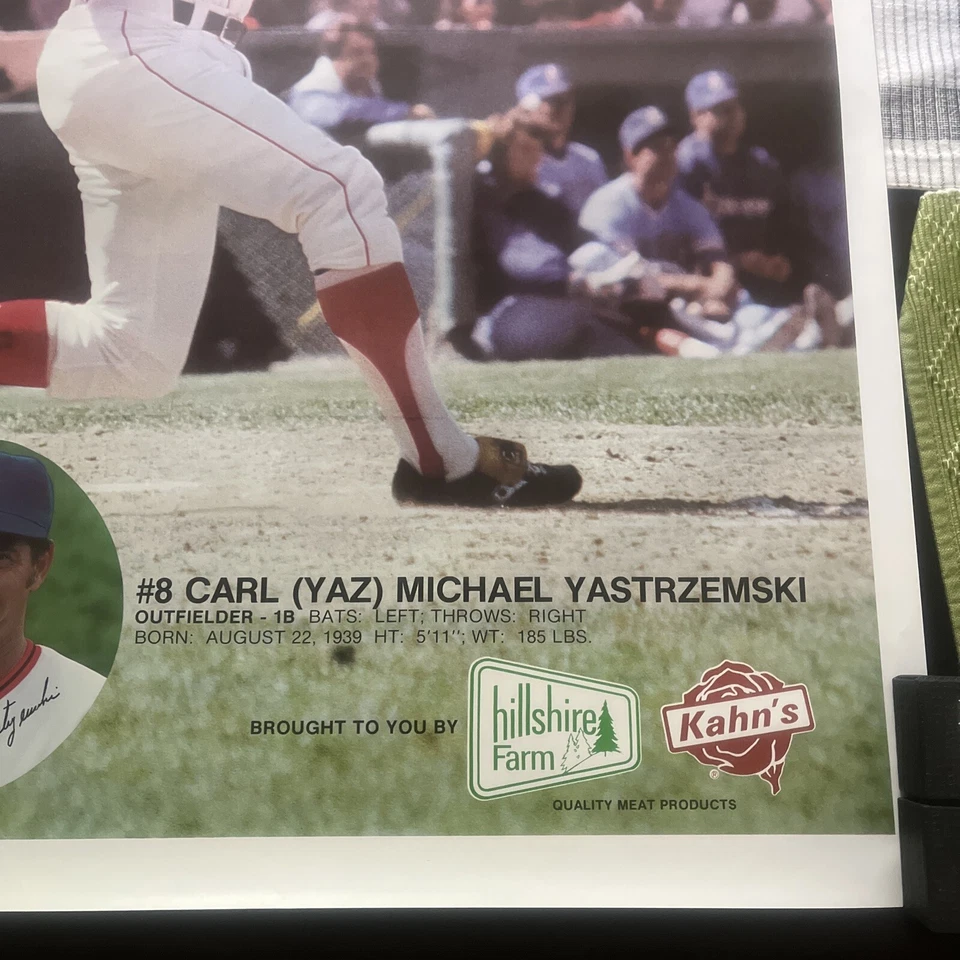 #8 CARL (YAZ) MICHAEL YASTRZEMSKI
OUTFIELDER - 1B BATS: LEFT; THROWS: RIGHT
BORN: AUGUST 22, 1939 HT: 5'11"; WT: 185 LBS.
BROUGHT TO YOU BY
hillshire
Farm
Kahn's
®
QUALITY MEAT PRODUCTS